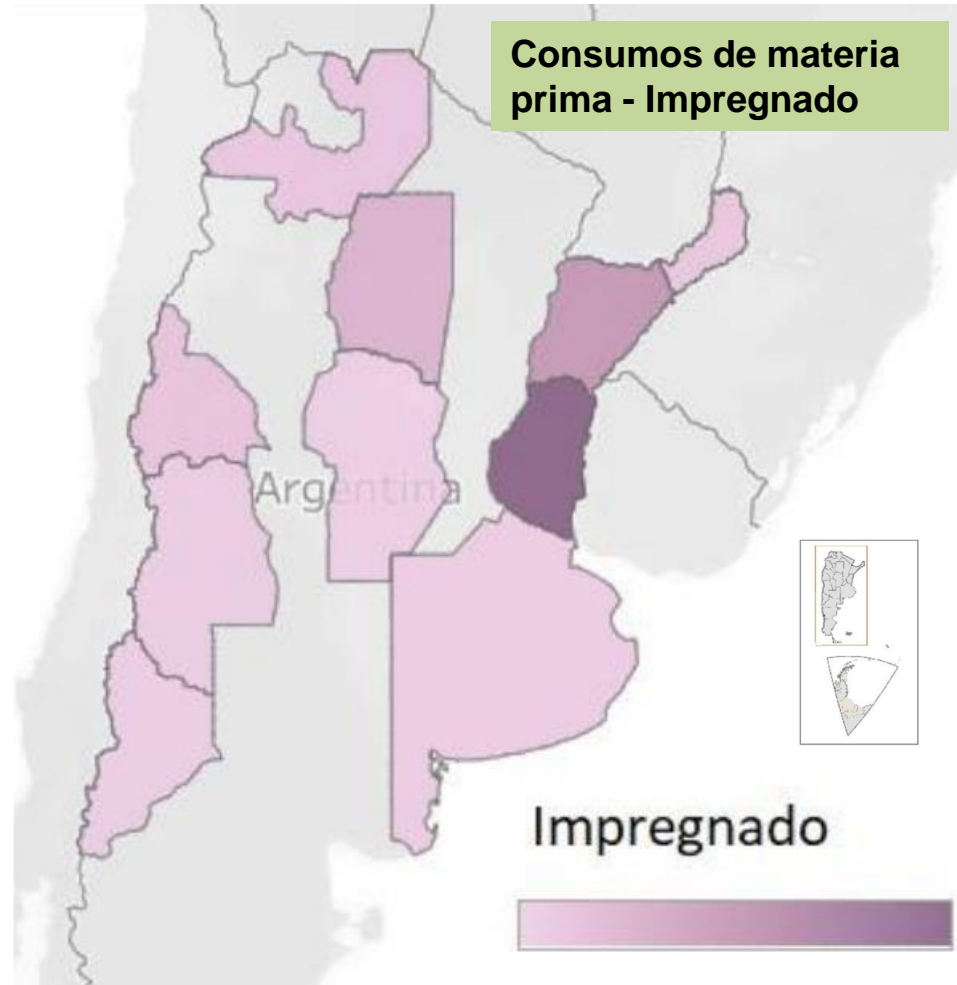 Consumos de materia
prima - Impregnado
Argentina
Impregnado